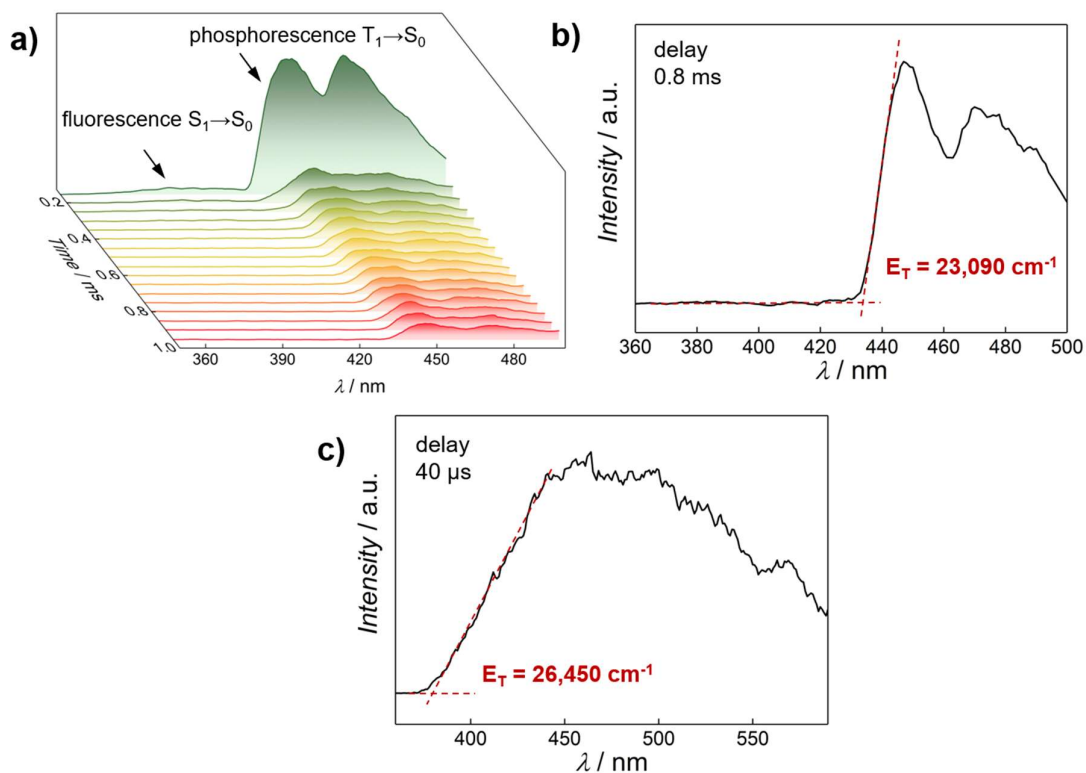 a)
phosphorescence T₁→S₀
fluorescence S₁→S₀
0.2
0.4
0.6
0.8
1.0
Time / ms
360 390 420 450 480
λ / nm
b)
delay
0.8 ms
Intensity / a.u.
E_T = 23,090 cm⁻¹
360 380 400 420 440 460 480 500
λ / nm
c)
delay
40 µs
Intensity / a.u.
E_T = 26,450 cm⁻¹
400 450 500 550
λ / nm